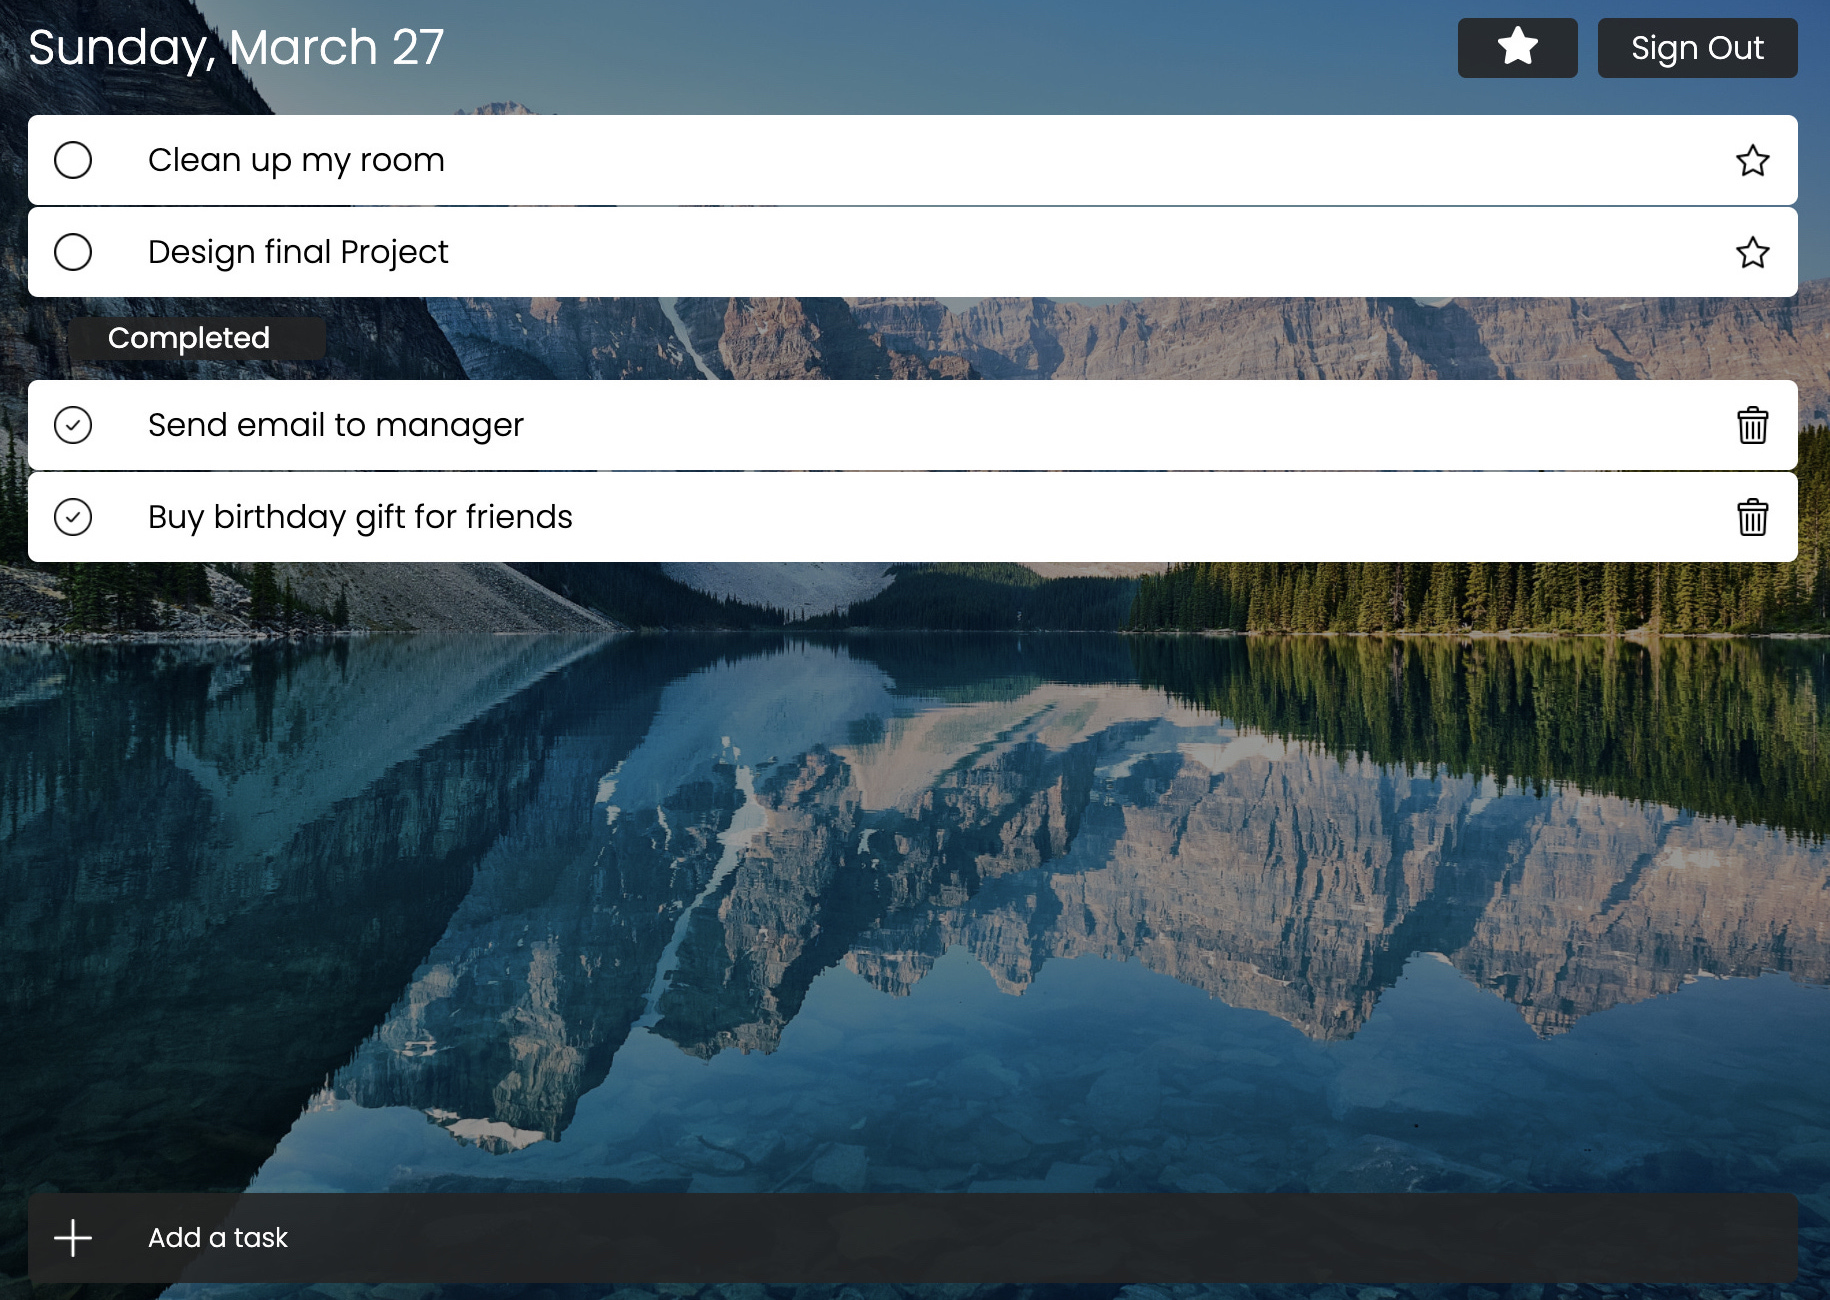 Sunday, March 27
Sign Out
Clean up my room
Design final Project
Completed
Send email to manager
Buy birthday gift for friends
Add a task